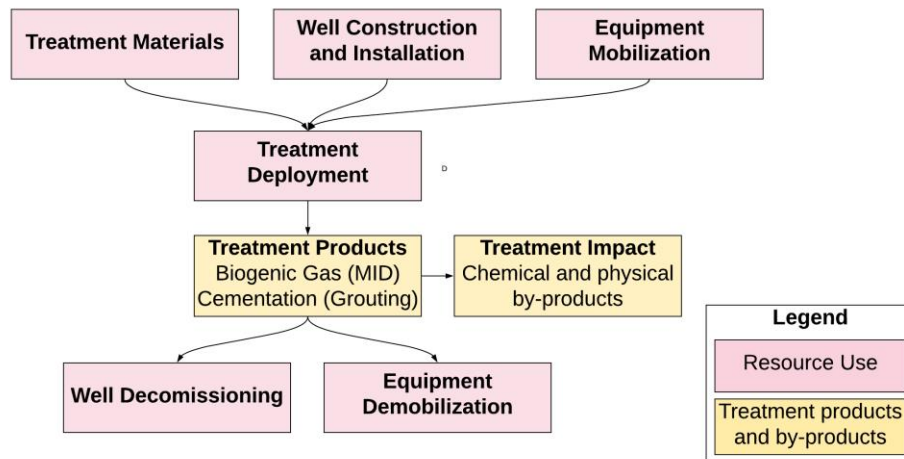 Treatment Materials
Well Construction
and Installation
Equipment
Mobilization
Treatment
Deployment
Treatment Products
Biogenic Gas (MID)
Cementation (Grouting)
Treatment Impact
Chemical and physical
by-products
Well Decomissioning
Equipment
Demobilization
Legend
Resource Use
Treatment products
and by-products